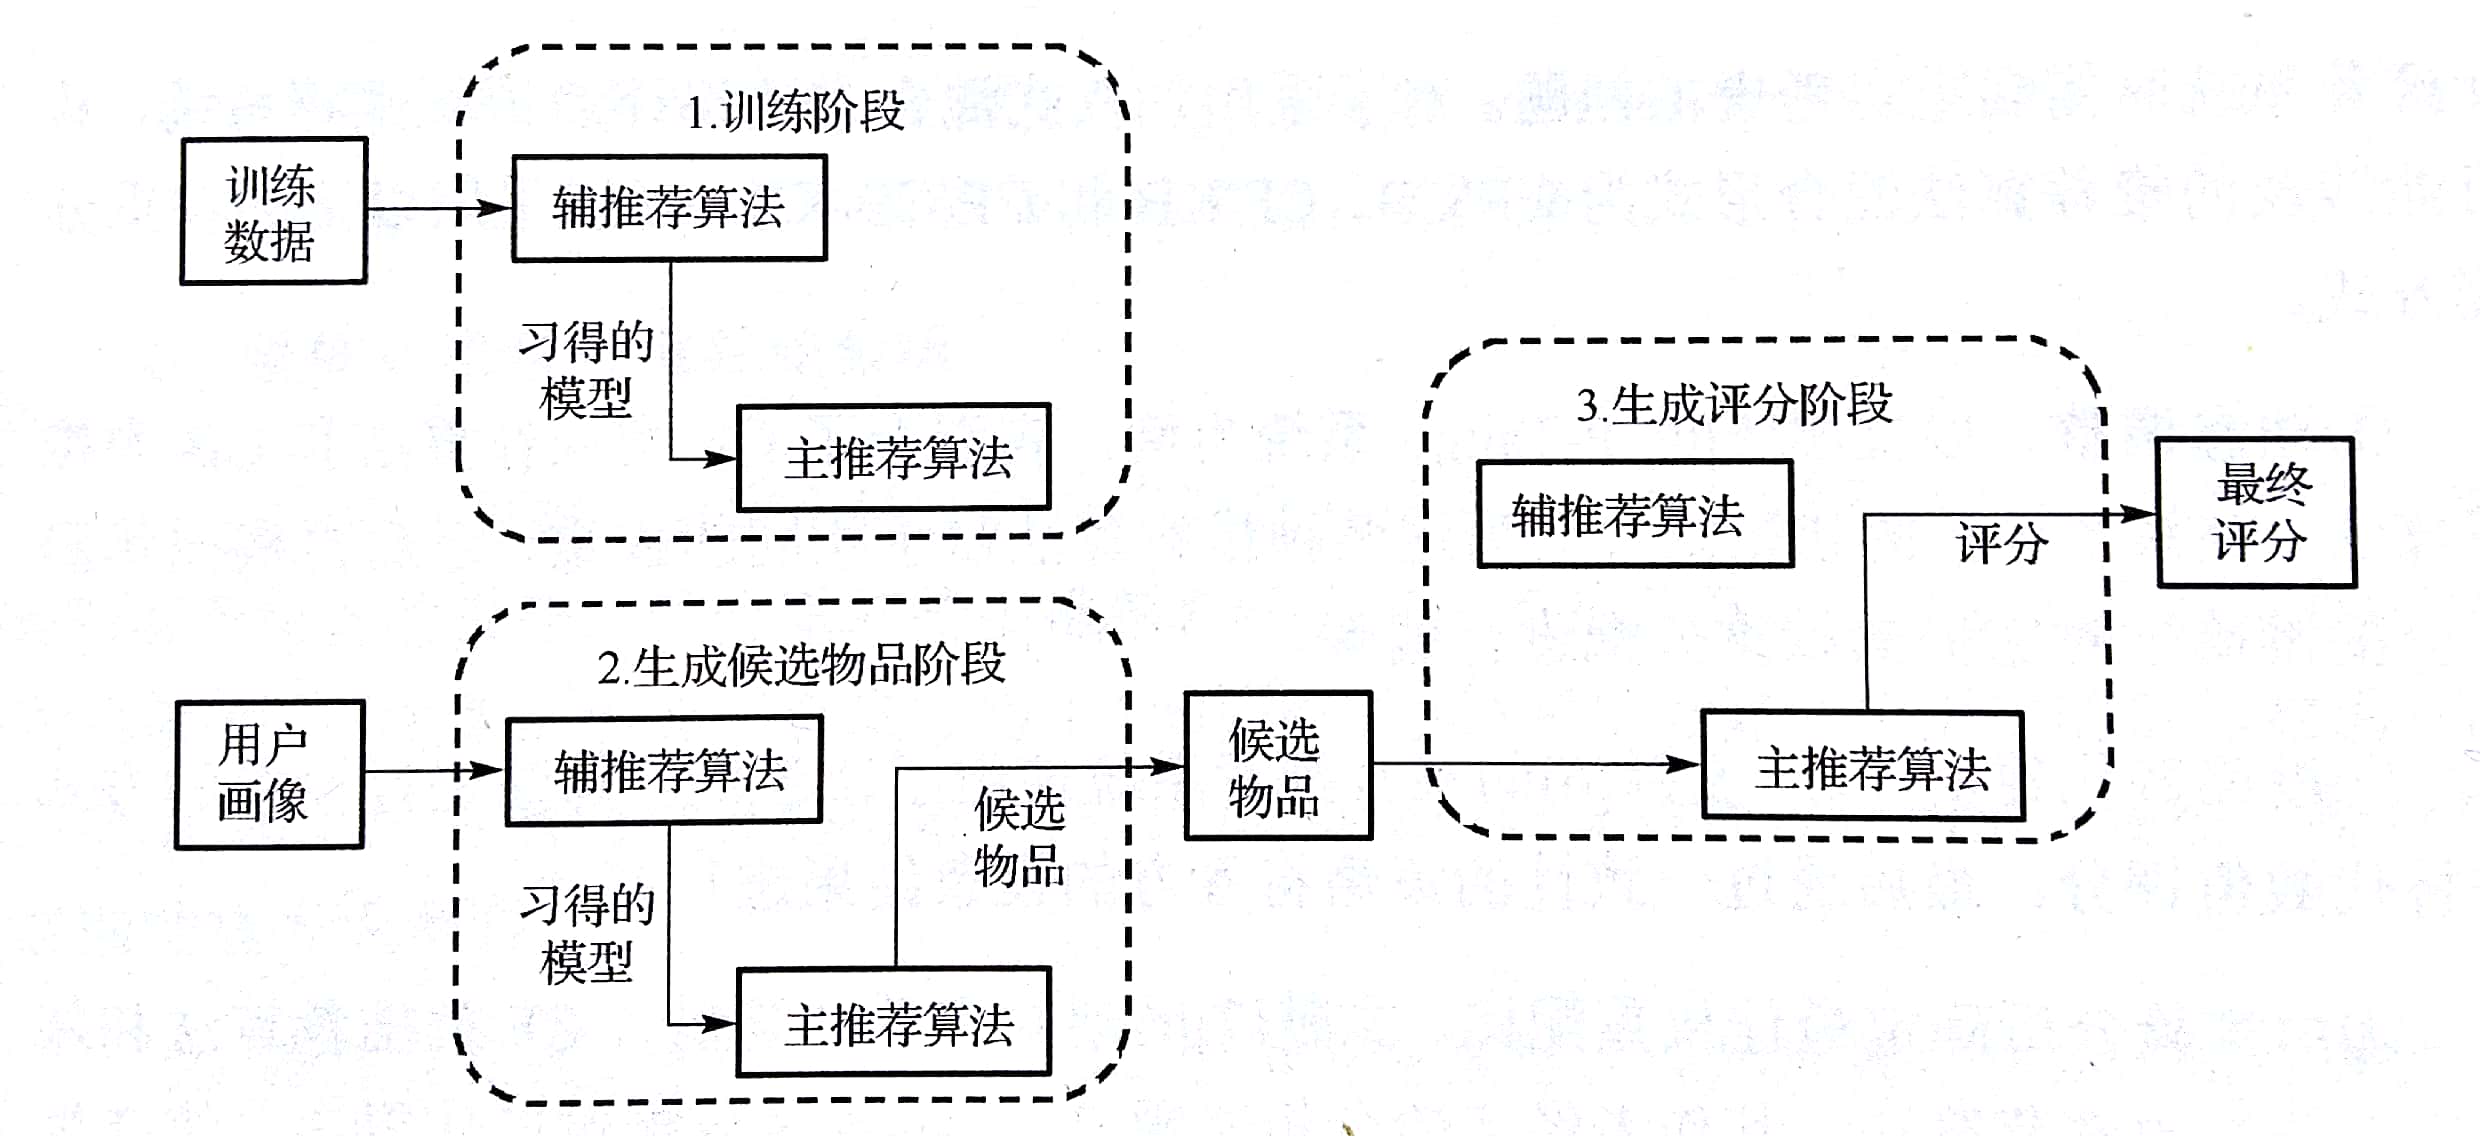 1.训练阶段
训练
数据
辅推荐算法
习得的
模型
主推荐算法
2.生成候选物品阶段
用户
画像
辅推荐算法
习得的
模型
主推荐算法
候选
物品
候选
物品
3.生成评分阶段
辅推荐算法
主推荐算法
评分
最终
评分